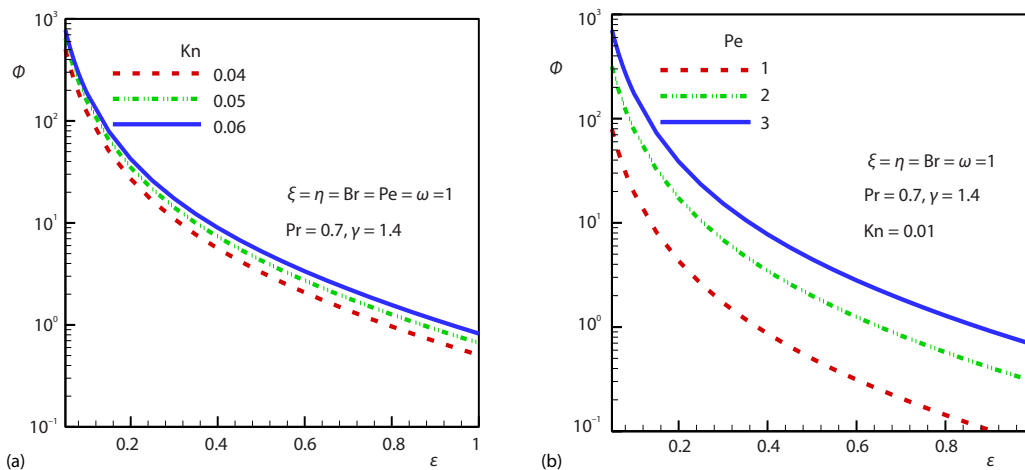 10³
Φ
10²
10¹
10⁰
10⁻¹
Kn
0.04
0.05
0.06
ξ = η = Br = Pe = ω = 1
Pr = 0.7, γ = 1.4
0.2 0.4 0.6 0.8 1
ε
(a)
10³
Φ
10²
10¹
10⁰
10⁻¹
Pe
1
2
3
ξ = η = Br = ω = 1
Pr = 0.7, γ = 1.4
Kn = 0.01
0.2 0.4 0.6 0.8 1
ε
(b)